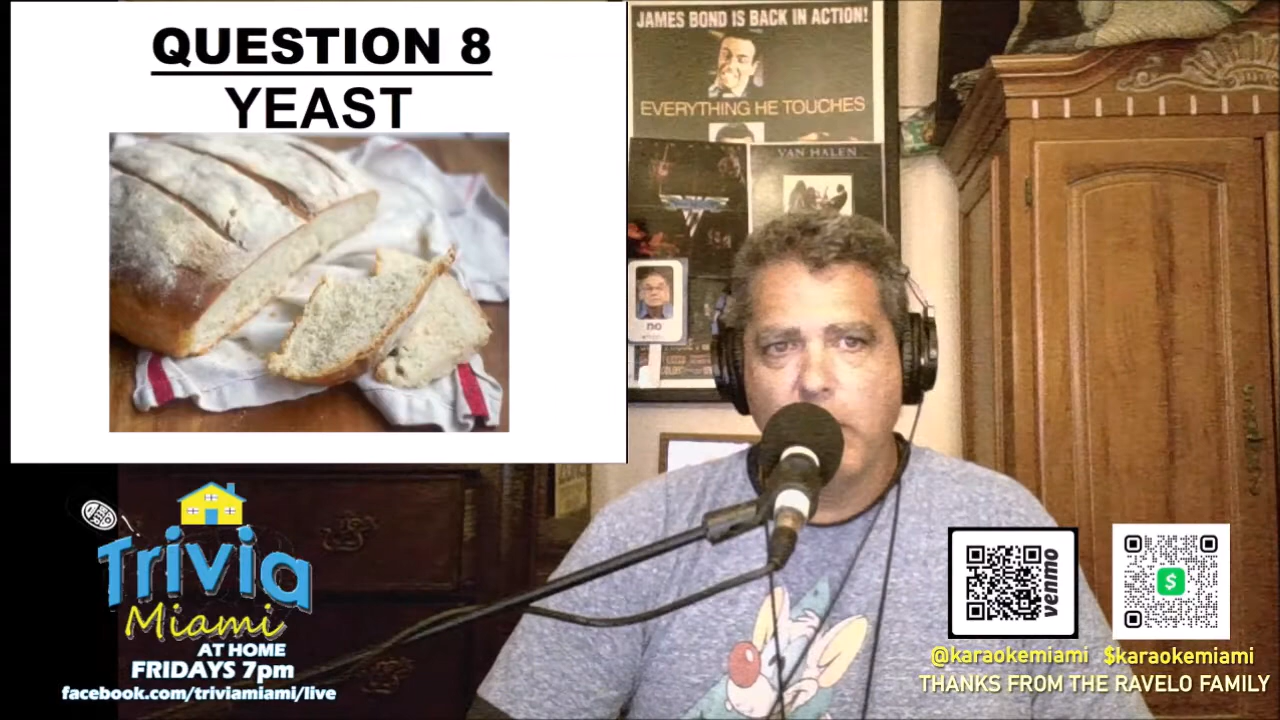 QUESTION 8
YEAST
JAMES BOND IS BACK IN ACTION!
EVERYTHING HE TOUCHES
VAN HALEN
no
Trivia
Miami
AT HOME
FRIDAYS 7pm
facebook.com/triviamiami/live
venmo
$
@karaokemiami $karaokemiami
THANKS FROM THE RAVELO FAMILY